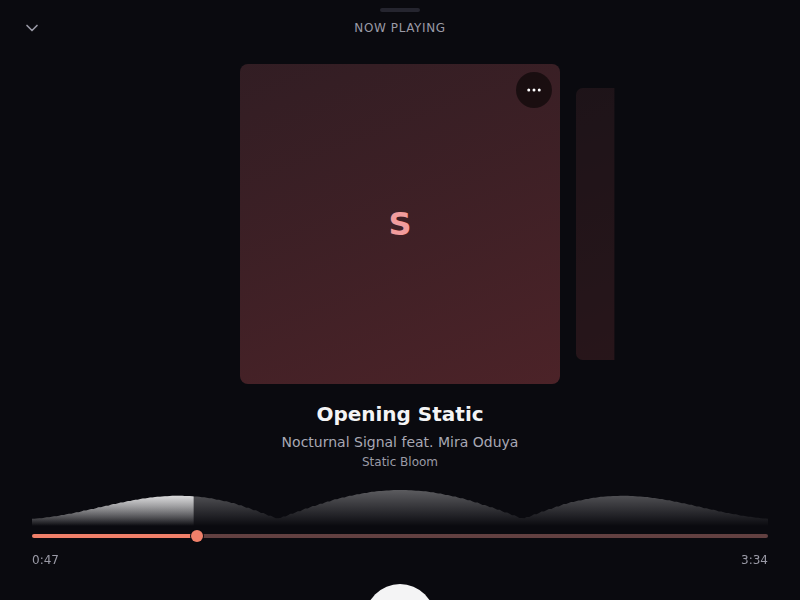 NOW PLAYING
S
Opening Static
Nocturnal Signal feat. Mira Oduya
Static Bloom
0:47
3:34